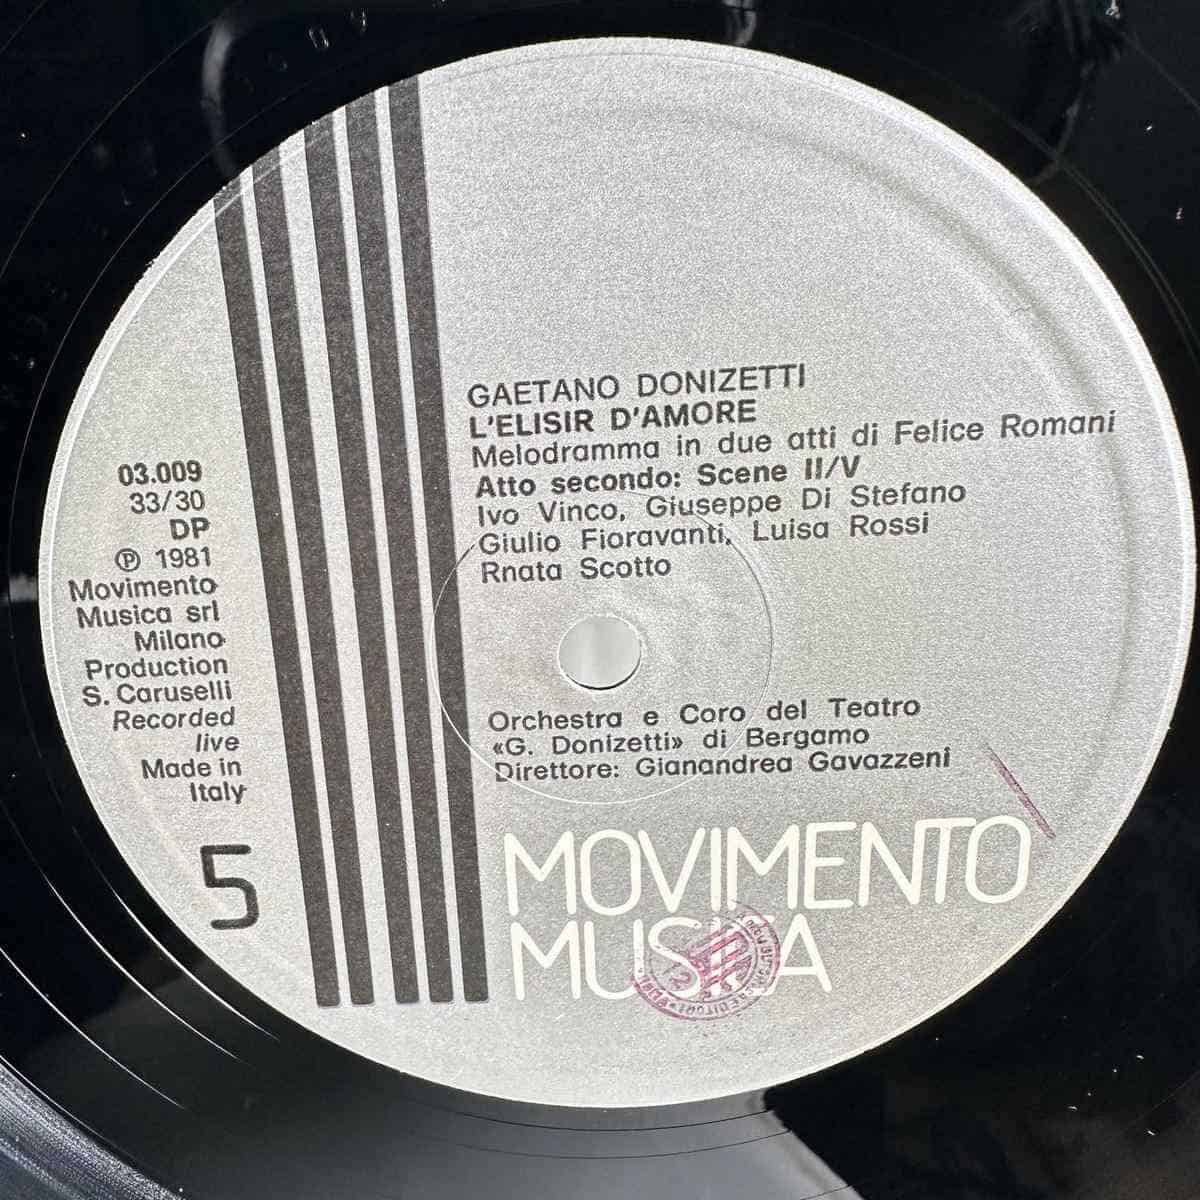 GAETANO DONIZETTI
L'ELISIR D'AMORE
Melodramma in due atti di Felice Romani
Atto secondo: Scene II/V
Ivo Vinco, Giuseppe Di Stefano
Giulio Fioravanti, Luisa Rossi
Rnata Scotto
03.009
33/30
DP
Ⓟ 1981
Movimento
Musica srl
Milano
Production
S. Caruselli
Recorded
live
Made in
Italy
5
Orchestra e Coro del Teatro
«G. Donizetti» di Bergamo
Direttore: Gianandrea Gavazzeni
MOVIMENTO
MUSICA